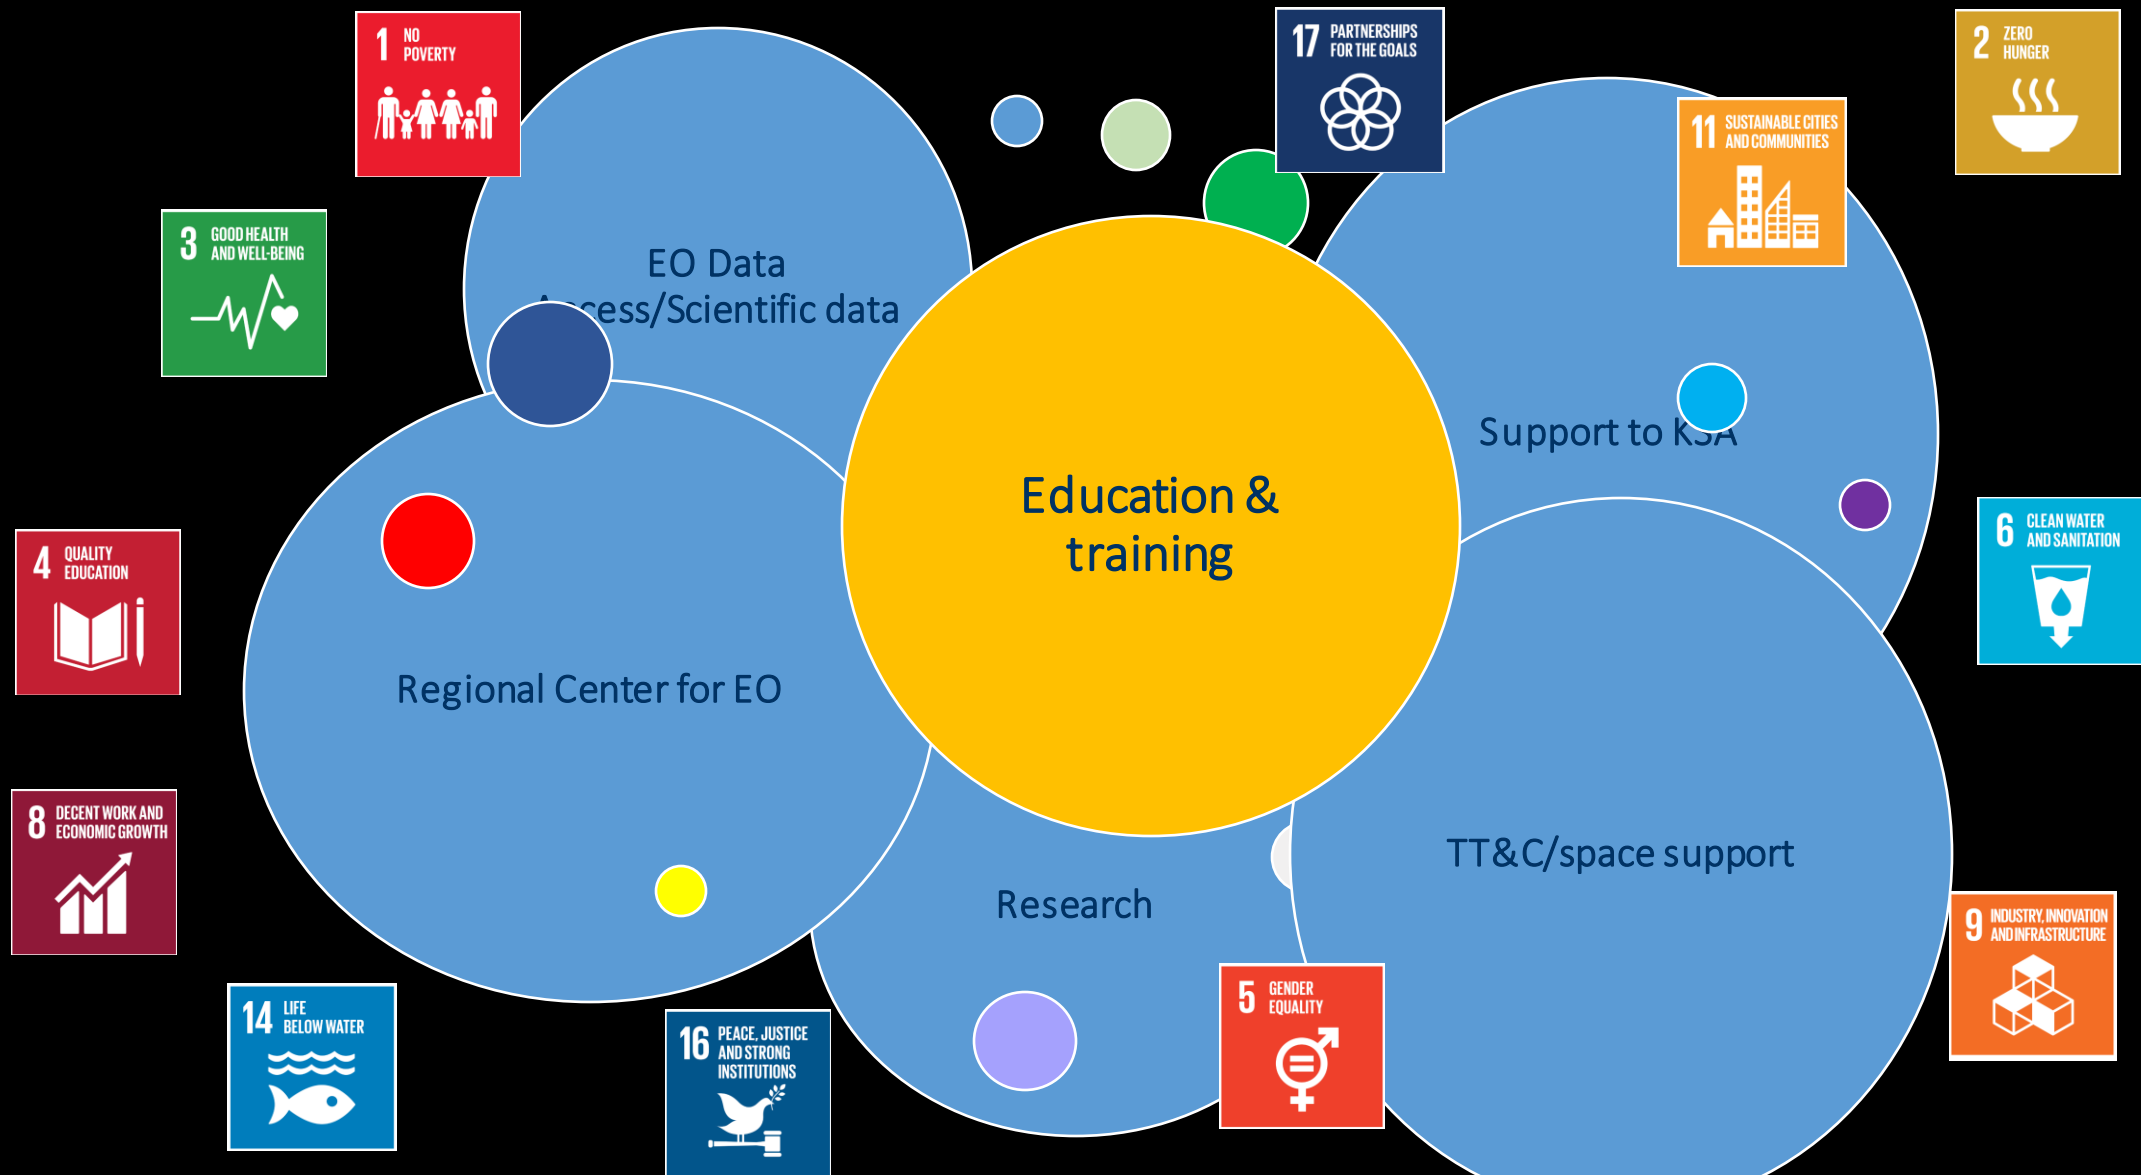 1 NO
POVERTY
17 PARTNERSHIPS
FOR THE GOALS
2 ZERO
HUNGER
11 SUSTAINABLE CITIES
AND COMMUNITIES
3 GOOD HEALTH
AND WELL-BEING
EO Data
Access/Scientific data
Support to KSA
Education &
training
4 QUALITY
EDUCATION
6 CLEAN WATER
AND SANITATION
Regional Center for EO
8 DECENT WORK AND
ECONOMIC GROWTH
TT&C/space support
Research
9 INDUSTRY, INNOVATION
AND INFRASTRUCTURE
14 LIFE
BELOW WATER
5 GENDER
EQUALITY
16 PEACE, JUSTICE
AND STRONG
INSTITUTIONS